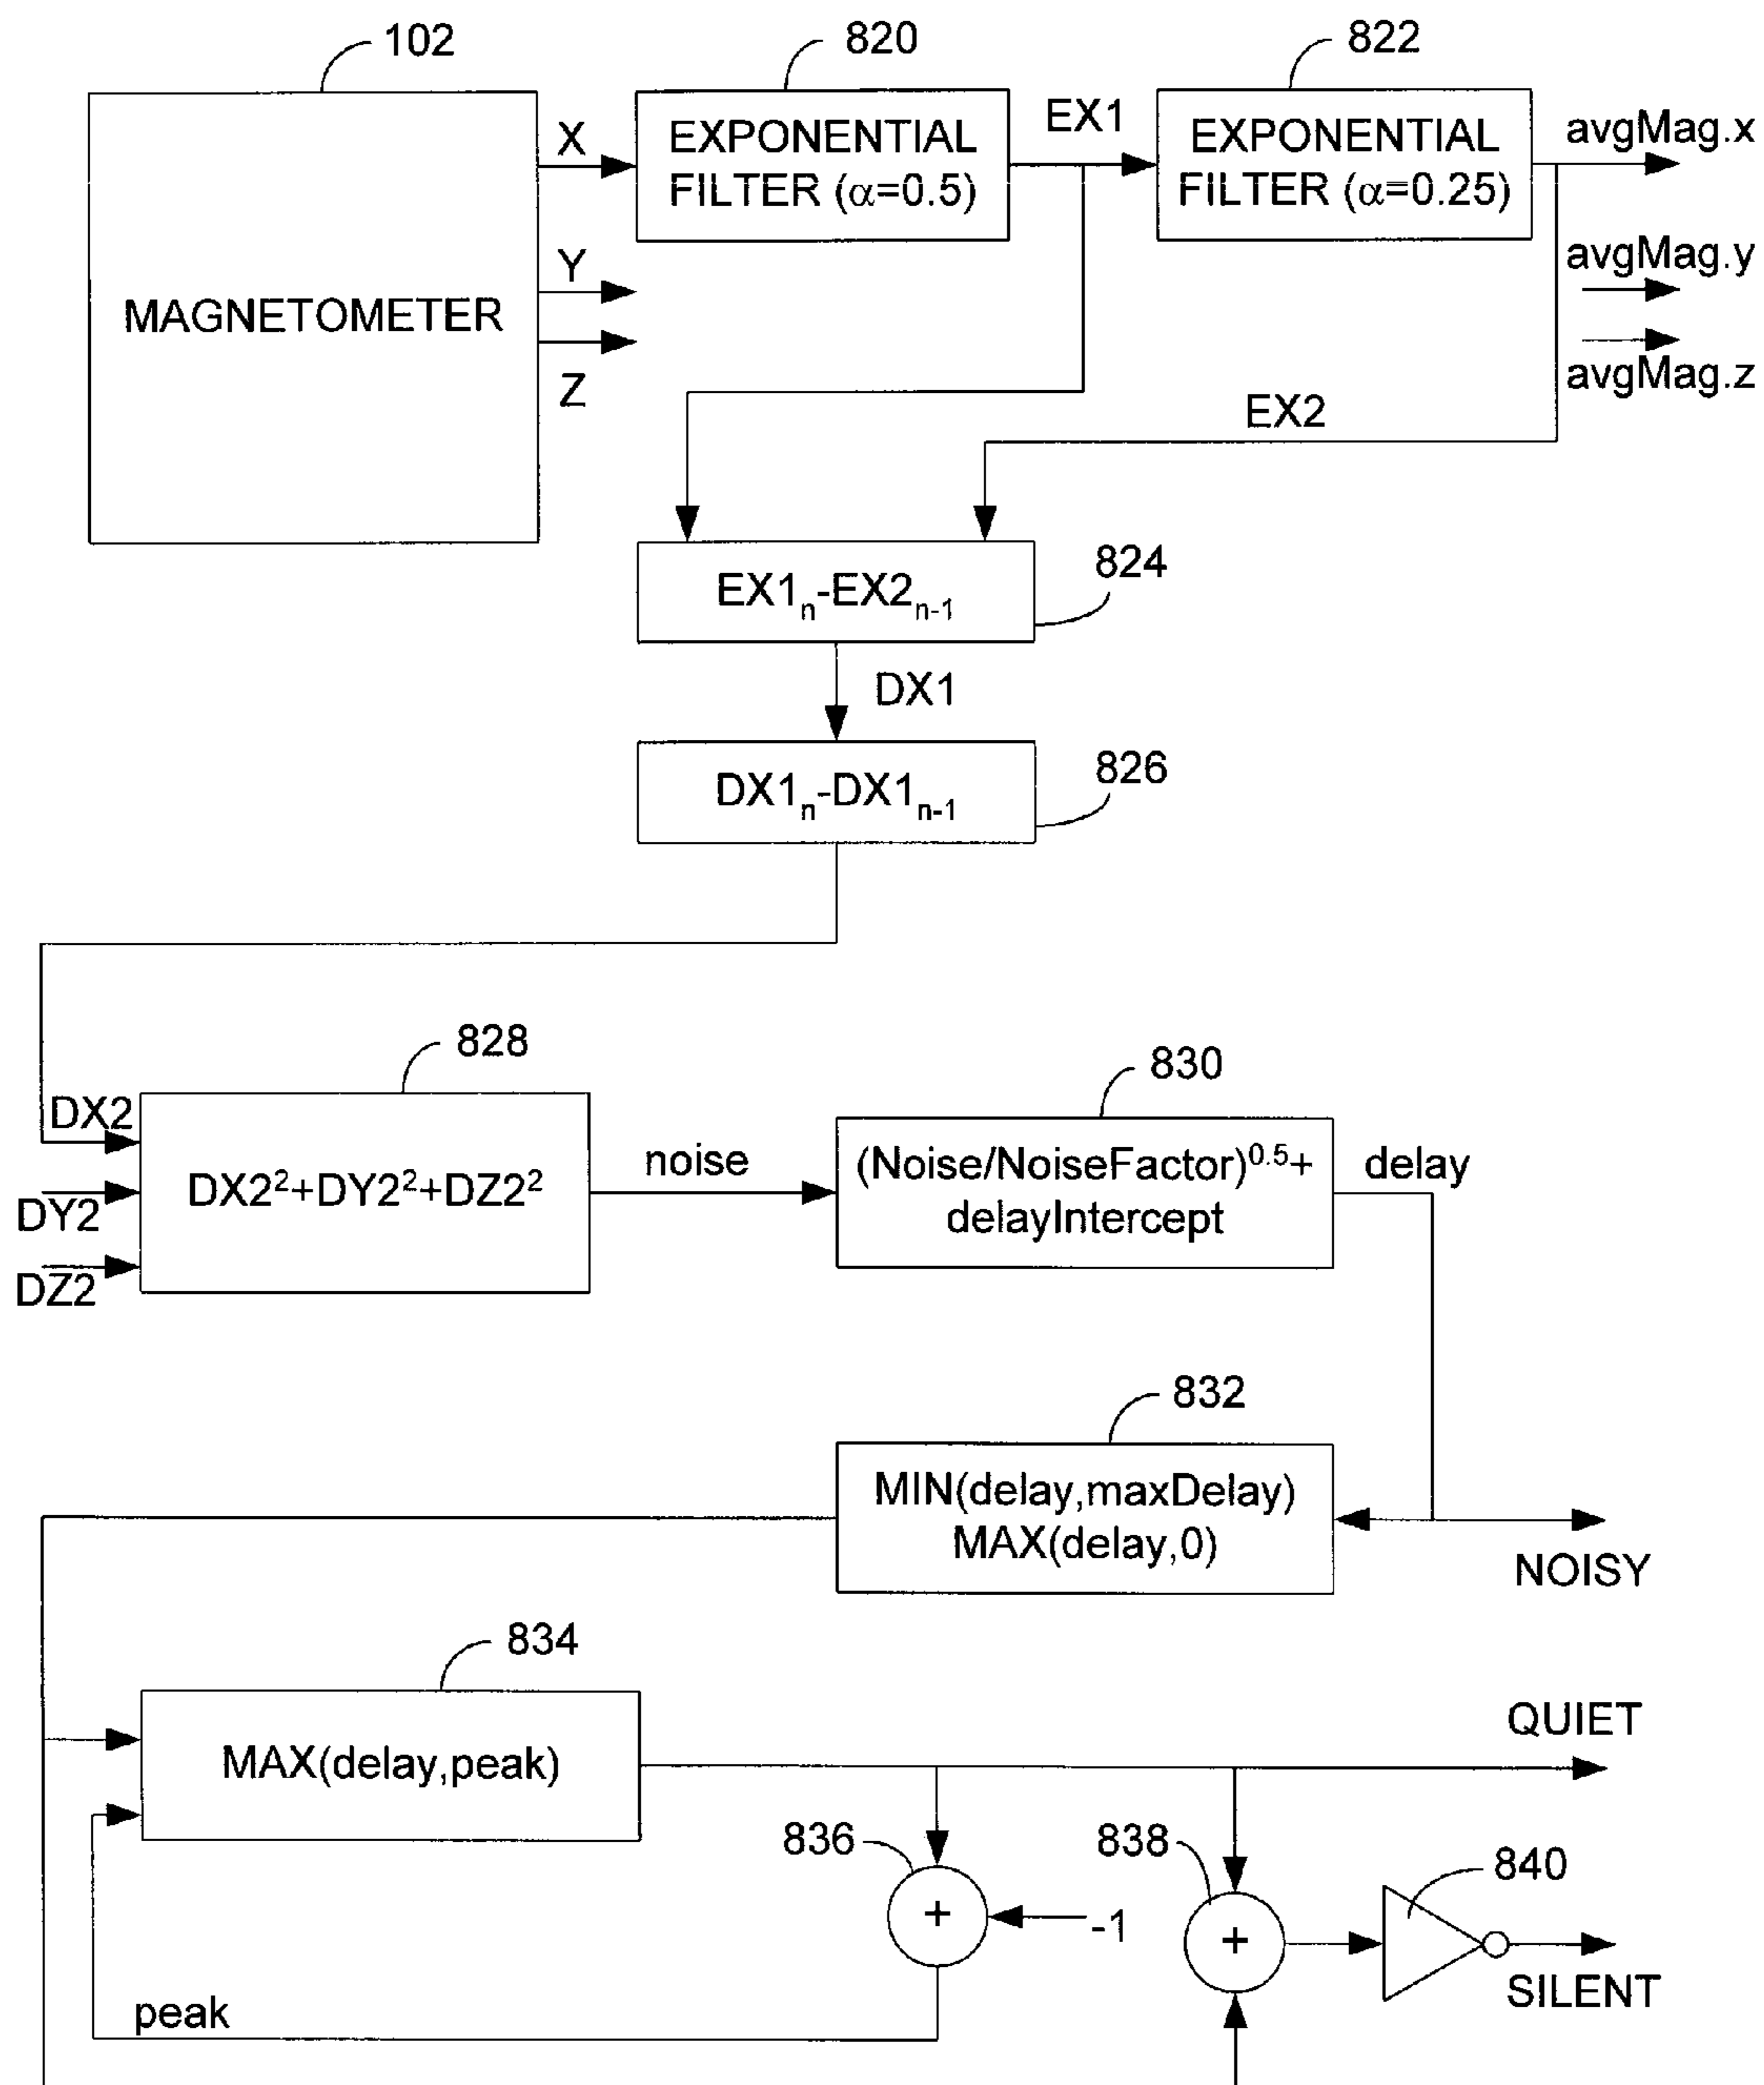 102
820
822
MAGNETOMETER
X
Y
Z
EXPONENTIAL
FILTER (α=0.5)
EX1
EXPONENTIAL
FILTER (α=0.25)
avgMag.x
avgMag.y
avgMag.z
EX2
824
EX1ₙ-EX2ₙ₋₁
DX1
826
DX1ₙ-DX1ₙ₋₁
828
830
DX2
DY2
DZ2
DX2²+DY2²+DZ2²
noise
(Noise/NoiseFactor)⁰·⁵+
delayIntercept
delay
832
MIN(delay,maxDelay)
MAX(delay,0)
NOISY
834
MAX(delay,peak)
QUIET
836
+
-1
838
+
840
SILENT
peak